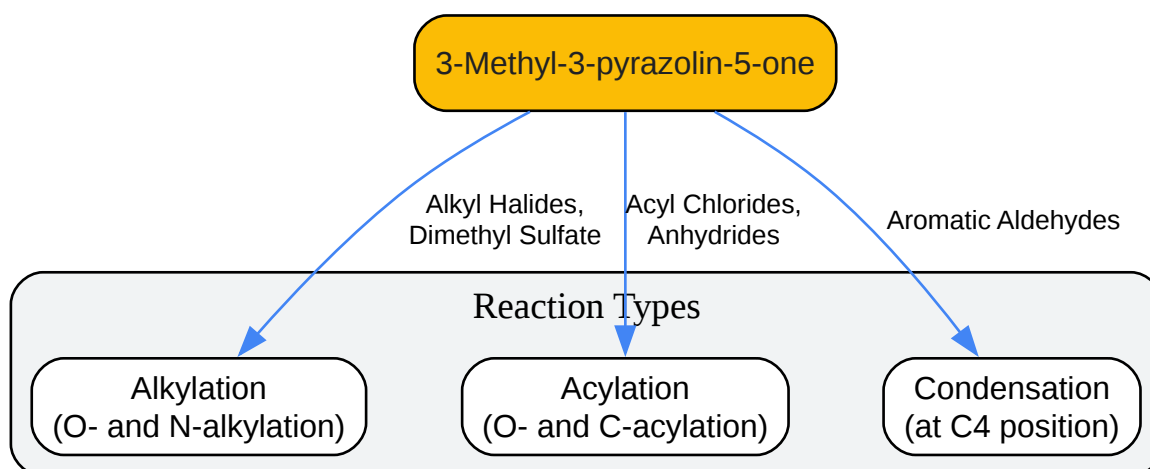 3-Methyl-3-pyrazolin-5-one
Alkyl Halides,
Dimethyl Sulfate
Acyl Chlorides,
Anhydrides
Aromatic Aldehydes
Reaction Types
Alkylation
(O- and N-alkylation)
Acylation
(O- and C-acylation)
Condensation
(at C4 position)